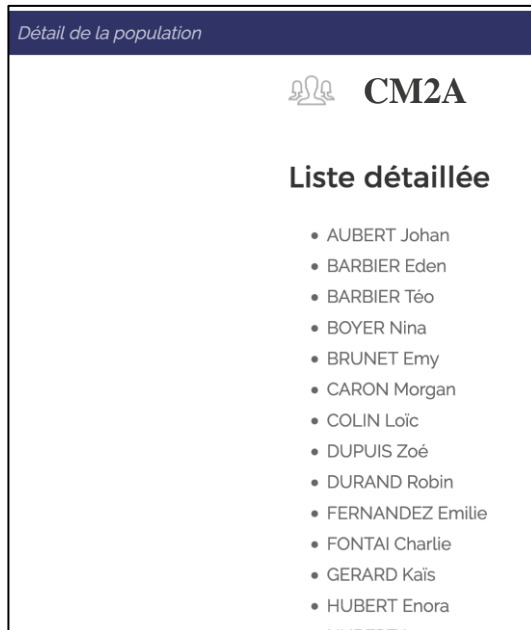 Détail de la population
CM2A
Liste détaillée
• AUBERT Johan
• BARBIER Eden
• BARBIER Téo
• BOYER Nina
• BRUNET Emy
• CARON Morgan
• COLIN Loïc
• DUPUIS Zoé
• DURAND Robin
• FERNANDEZ Emilie
• FONTAI Charlie
• GERARD Kaïs
• HUBERT Enora